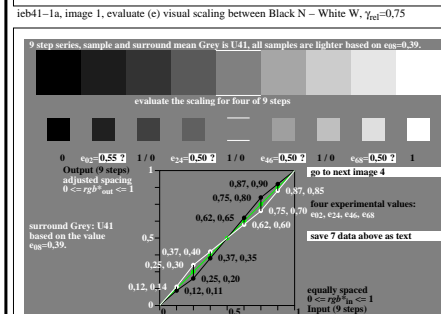 ieb41–1a, image 1, evaluate (e) visual scaling between Black N – White W, γrel=0,75
9 step series, sample and surround mean Grey is U41, all samples are lighter based on e08=0,39.
evaluate the scaling for four of 9 steps
0 e02=0,55 ? 1 / 0 e24=0,50 ? 1 / 0 e46=0,50 ? 1 / 0 e68=0,50 ? 1
Output (9 steps)
adjusted spacing
0 <= rgb*out <= 1
surround Grey: U41
based on the value
e08=0.39.
1
0,5
0
0,87, 0,90
0,75, 0,80
0,62, 0,65
0,37, 0,40
0,25, 0,30
0,12, 0,14
0,87, 0,85
0,75, 0,70
0,62, 0,60
0,37, 0,35
0,25, 0,20
0,12, 0,11
0 0,5 1
go to next image 4
four experimental values:
e02, e24, e46, e68
save 7 data above as text
equally spaced
0 <= rgb*in <= 1
Input (9 steps)